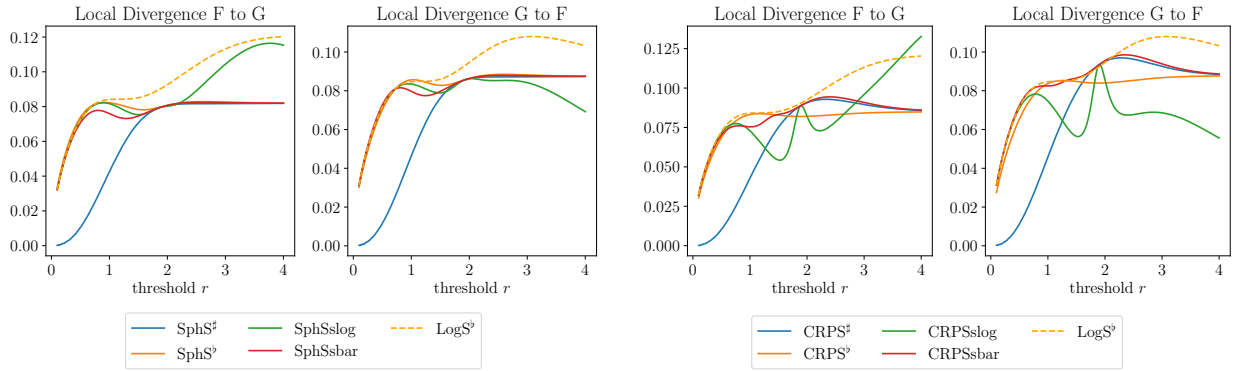 Local Divergence F to G
Local Divergence G to F
Local Divergence F to G
Local Divergence G to F
0.12
0.10
0.08
0.06
0.04
0.02
0.00
0 1 2 3 4
threshold r
0.10
0.08
0.06
0.04
0.02
0.00
0 1 2 3 4
threshold r
0.125
0.100
0.075
0.050
0.025
0.000
0 1 2 3 4
threshold r
0.10
0.08
0.06
0.04
0.02
0.00
0 1 2 3 4
threshold r
SphS♯ SphSslog LogS♭
SphS♭ SphSsbar
CRPS♯ CRPSslog LogS♭
CRPS♭ CRPSsbar